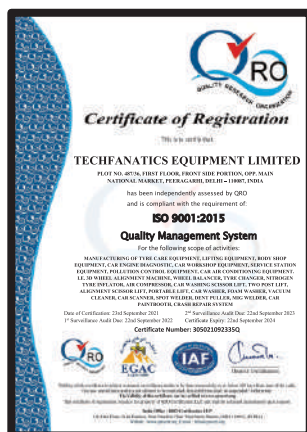 QRO
QUALITY RESEARCH ORGANIZATION
Certificate of Registration
This is to certify that
TECHFANATICS EQUIPMENT LIMITED
PLOT NO. 487/36, FIRST FLOOR, FRONT SIDE PORTION, OPP. MAIN
NATIONAL MARKET, PEERAGARHI, DELHI – 110087, INDIA
has been independently assessed by QRO
and is compliant with the requirement of:
ISO 9001:2015
Quality Management System
For the following scope of activities:
MANUFACTURING OF TYRE CARE EQUIPMENT, LIFTING EQUIPMENT, BODY SHOP
EQUIPMENT, CAR ENGINE DIAGNOSTIC, CAR WORKSHOP EQUIPMENT, SERVICE STATION
EQUIPMENT, POLLUTION CONTROL EQUIPMENT, CAR AIR CONDITIONING EQUIPMENT.
I.E. 3D WHEEL ALIGNMENT MACHINE, WHEEL BALANCER, TYRE CHANGER, NITROGEN
TYRE INFLATOR, AIR COMPRESSOR, CAR WASHING SCISSOR LIFT, TWO POST LIFT,
ALIGNMENT SCISSOR LIFT, PORTABLE LIFT, CAR WASHER, FOAM WASHER, VACUUM
CLEANER, CAR SCANNER, SPOT WELDER, DENT PULLER, MIG WELDER, CAR
PAINTBOOTH, CRASH REPAIR SYSTEM
Date of Certification: 23rd September 2021 2nd Surveillance Audit Due: 22nd September 2023
1st Surveillance Audit Due: 22nd September 2022 Certificate Expiry: 22nd September 2024
Certificate Number: 305021092335Q
QRO
EGAC
IAF